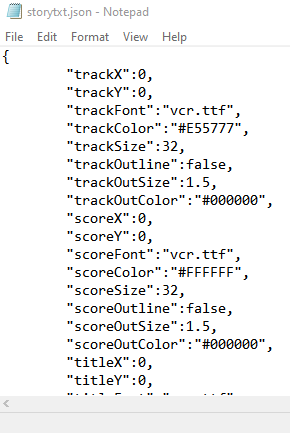 storytxt.json - Notepad
File Edit Format View Help
{
"trackX":0,
"trackY":0,
"trackFont":"vcr.ttf",
"trackColor":"#E55777",
"trackSize":32,
"trackOutline":false,
"trackOutSize":1.5,
"trackOutColor":"#000000",
"scoreX":0,
"scoreY":0,
"scoreFont":"vcr.ttf",
"scoreColor":"#FFFFFF",
"scoreSize":32,
"scoreOutline":false,
"scoreOutSize":1.5,
"scoreOutColor":"#000000",
"titleX":0,
"titleY":0,